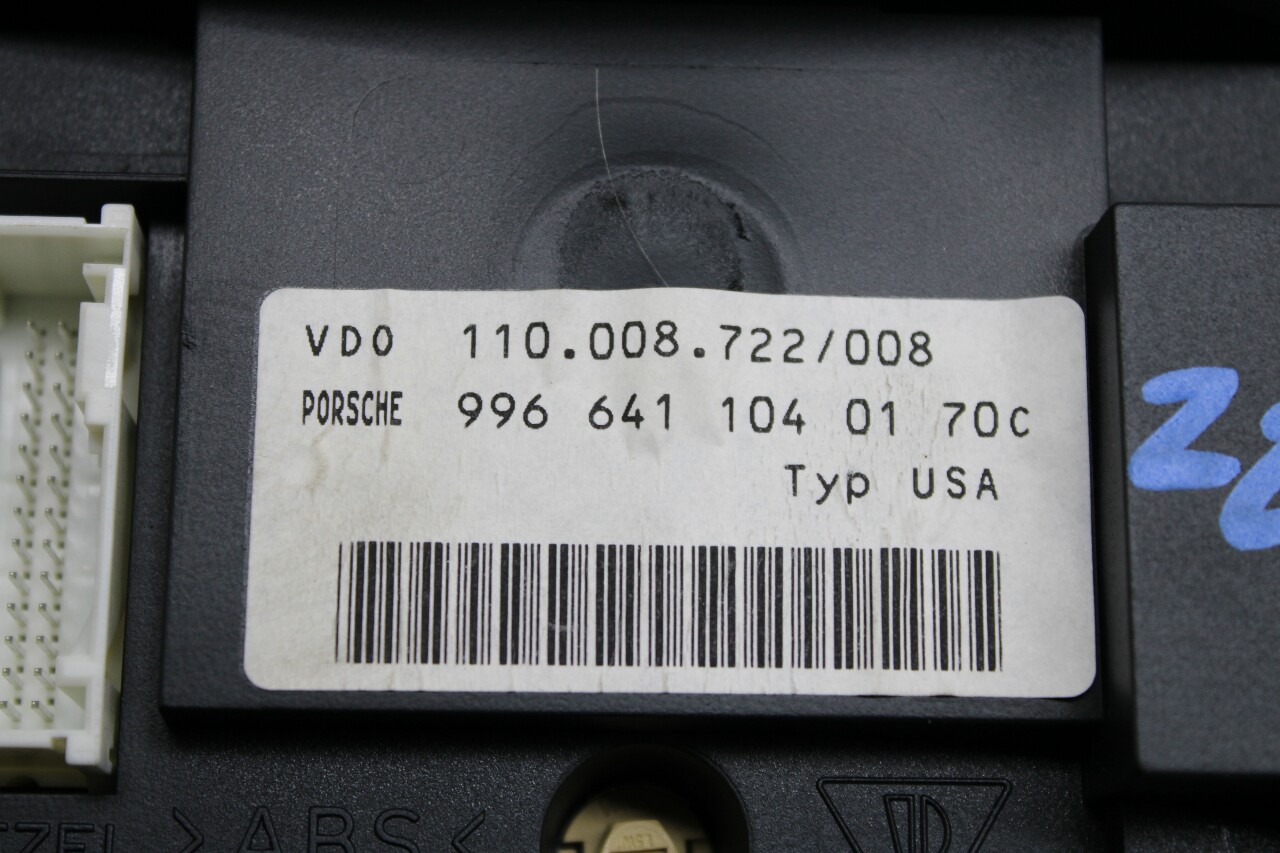 VDO 110.008.722/008
PORSCHE 996 641 104 01 70C
Typ USA
>ABS<